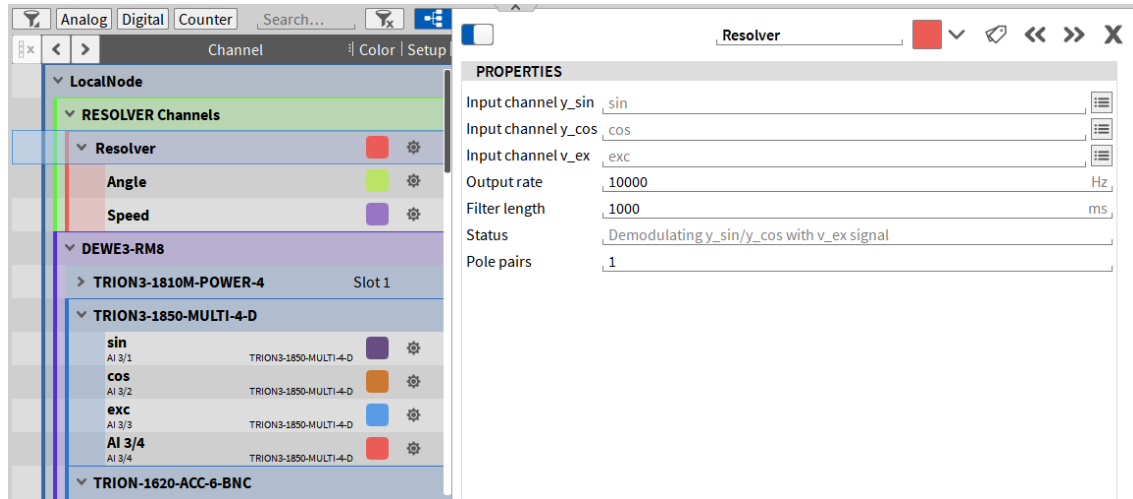 Analog Digital Counter Search...
Channel Color Setup
LocalNode
RESOLVER Channels
Resolver
Angle
Speed
DEWE3-RM8
TRION3-1810M-POWER-4 Slot 1
TRION3-1850-MULTI-4-D
sin
AI 3/1 TRION3-1850-MULTI-4-D
cos
AI 3/2 TRION3-1850-MULTI-4-D
exc
AI 3/3 TRION3-1850-MULTI-4-D
AI 3/4
AI 3/4 TRION3-1850-MULTI-4-D
TRION-1620-ACC-6-BNC
Resolver
PROPERTIES
Input channel y_sin sin
Input channel y_cos cos
Input channel v_ex exc
Output rate 10000 Hz
Filter length 1000 ms
Status Demodulating y_sin/y_cos with v_ex signal
Pole pairs 1